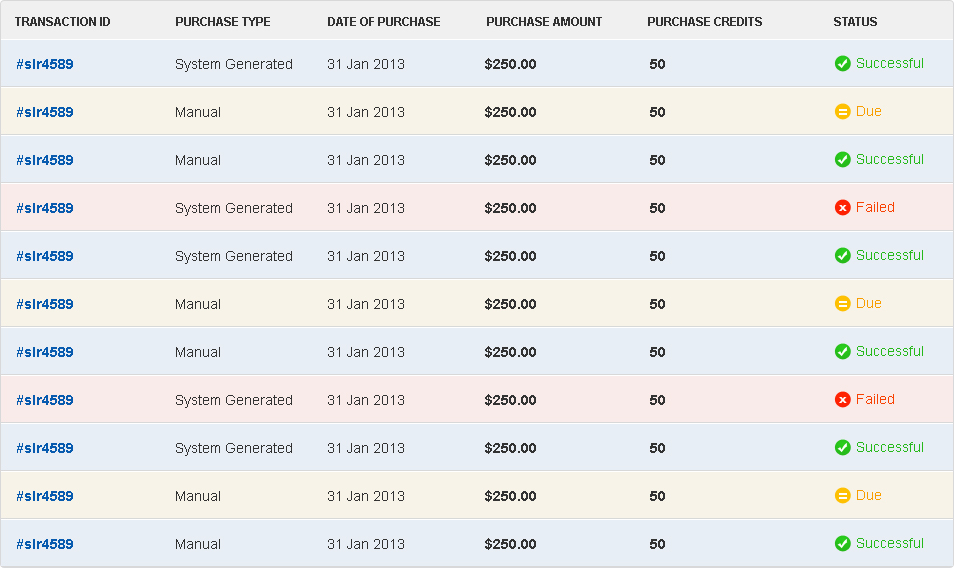 TRANSACTION ID PURCHASE TYPE DATE OF PURCHASE PURCHASE AMOUNT PURCHASE CREDITS STATUS
#slr4589 System Generated 31 Jan 2013 $250.00 50 Successful
#slr4589 Manual 31 Jan 2013 $250.00 50 Due
#slr4589 Manual 31 Jan 2013 $250.00 50 Successful
#slr4589 System Generated 31 Jan 2013 $250.00 50 Failed
#slr4589 System Generated 31 Jan 2013 $250.00 50 Successful
#slr4589 Manual 31 Jan 2013 $250.00 50 Due
#slr4589 Manual 31 Jan 2013 $250.00 50 Successful
#slr4589 System Generated 31 Jan 2013 $250.00 50 Failed
#slr4589 System Generated 31 Jan 2013 $250.00 50 Successful
#slr4589 Manual 31 Jan 2013 $250.00 50 Due
#slr4589 Manual 31 Jan 2013 $250.00 50 Successful